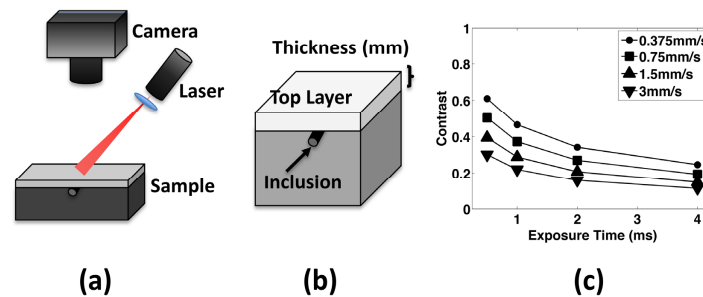 Camera
Laser
Sample
(a)
Thickness (mm)
Top Layer
Inclusion
(b)
Contrast
1
0.8
0.6
0.4
0.2
0
0.375mm/s
0.75mm/s
1.5mm/s
3mm/s
1 2 3 4
Exposure Time (ms)
(c)